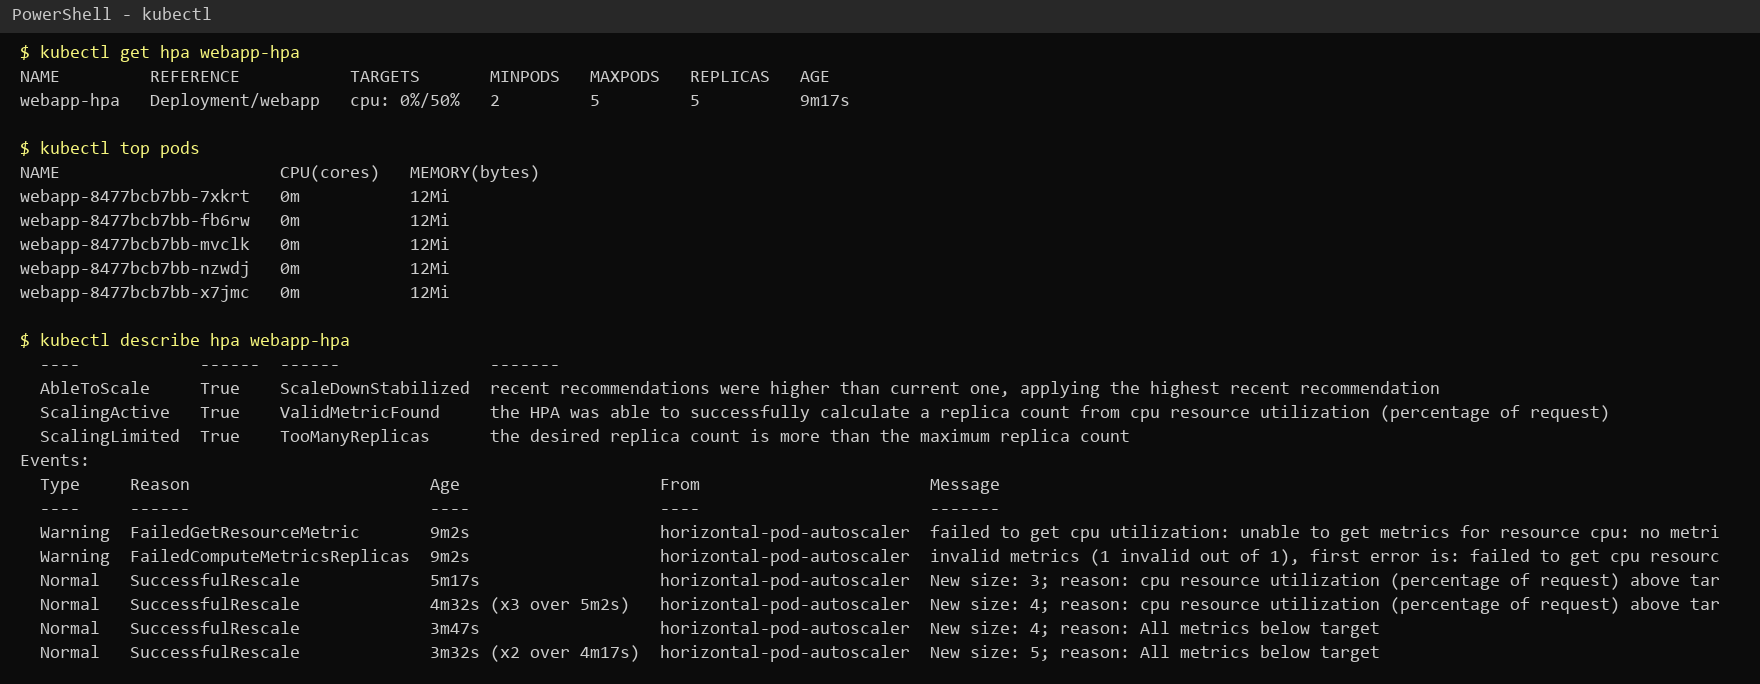 PowerShell - kubectl
$ kubectl get hpa webapp-hpa
NAME         REFERENCE           TARGETS       MINPODS   MAXPODS   REPLICAS   AGE
webapp-hpa   Deployment/webapp   cpu: 0%/50%   2         5         5          9m17s
$ kubectl top pods
NAME                      CPU(cores)   MEMORY(bytes)
webapp-8477bcb7bb-7xkrt   0m           12Mi
webapp-8477bcb7bb-fb6rw   0m           12Mi
webapp-8477bcb7bb-mvclk   0m           12Mi
webapp-8477bcb7bb-nzwdj   0m           12Mi
webapp-8477bcb7bb-x7jmc   0m           12Mi
$ kubectl describe hpa webapp-hpa
  ----            ------  ------               -------
  AbleToScale     True    ScaleDownStabilized  recent recommendations were higher than current one, applying the highest recent recommendation
  ScalingActive   True    ValidMetricFound     the HPA was able to successfully calculate a replica count from cpu resource utilization (percentage of request)
  ScalingLimited  True    TooManyReplicas      the desired replica count is more than the maximum replica count
Events:
  Type     Reason                        Age                    From                       Message
  ----     ------                        ----                   ----                       -------
  Warning  FailedGetResourceMetric       9m2s                   horizontal-pod-autoscaler  failed to get cpu utilization: unable to get metrics for resource cpu: no metri
  Warning  FailedComputeMetricsReplicas  9m2s                   horizontal-pod-autoscaler  invalid metrics (1 invalid out of 1), first error is: failed to get cpu resourc
  Normal   SuccessfulRescale             5m17s                  horizontal-pod-autoscaler  New size: 3; reason: cpu resource utilization (percentage of request) above tar
  Normal   SuccessfulRescale             4m32s (x3 over 5m2s)   horizontal-pod-autoscaler  New size: 4; reason: cpu resource utilization (percentage of request) above tar
  Normal   SuccessfulRescale             3m47s                  horizontal-pod-autoscaler  New size: 4; reason: All metrics below target
  Normal   SuccessfulRescale             3m32s (x2 over 4m17s)  horizontal-pod-autoscaler  New size: 5; reason: All metrics below target